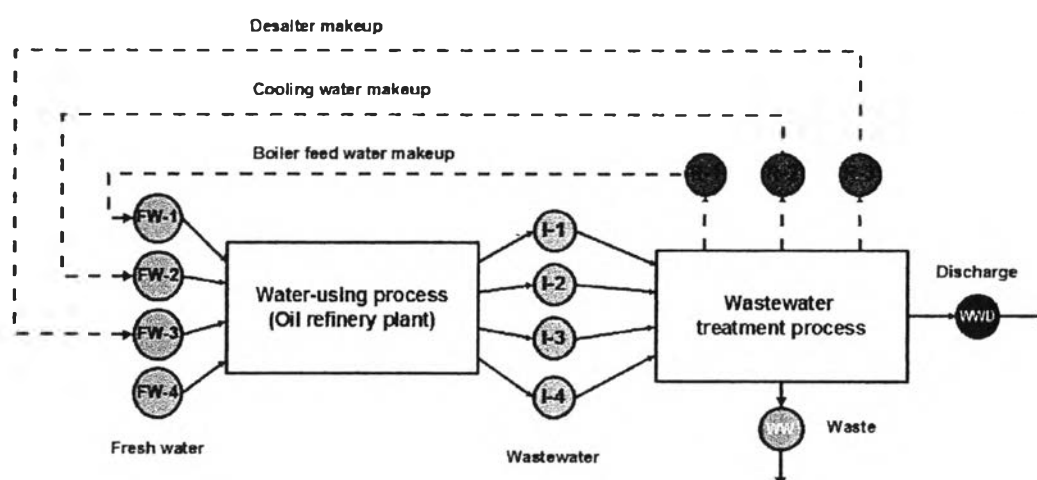 Desalter makeup
Cooling water makeup
Boiler feed water makeup
FW-1
I-1
FW-2
I-2
Water-using process
(Oil refinery plant)
Wastewater
treatment process
Discharge
WWD
FW-3
I-3
FW-4
I-4
WW
Waste
Fresh water
Wastewater